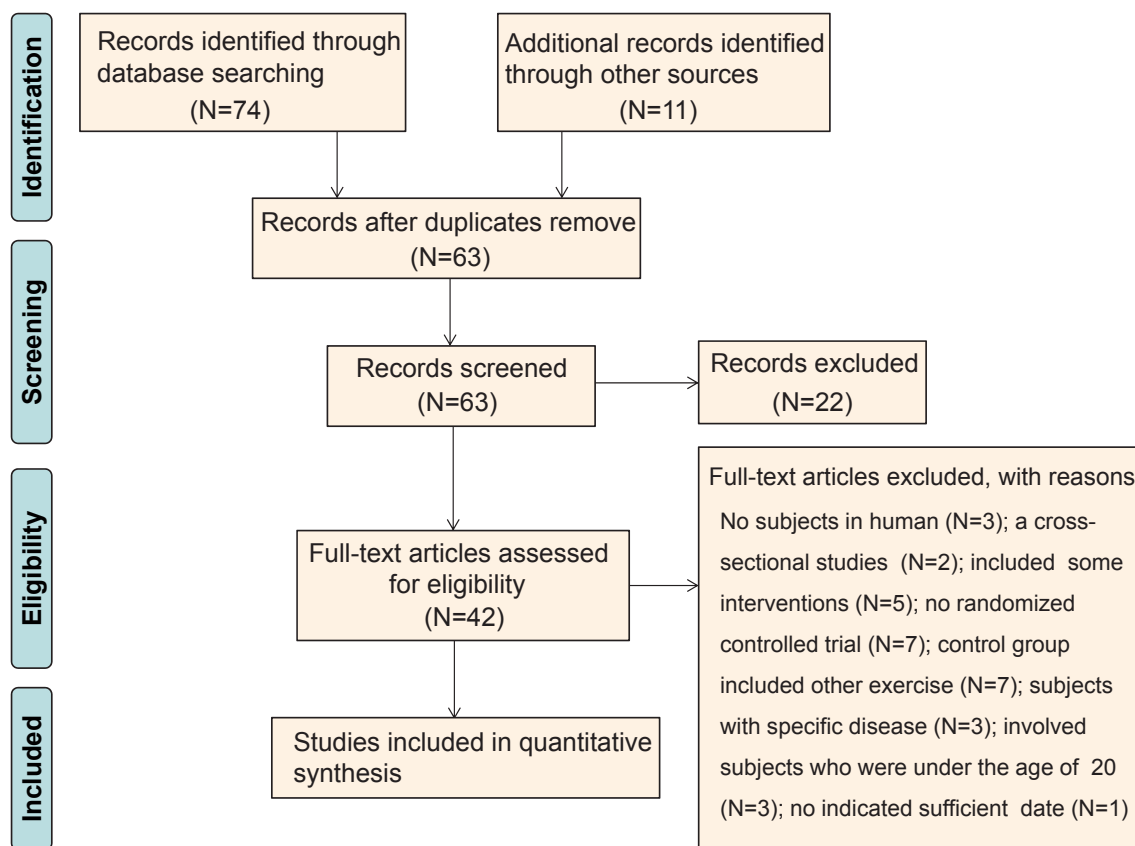 Identification
Records identified through
database searching
(N=74)
Additional records identified
through other sources
(N=11)
Records after duplicates remove
(N=63)
Screening
Records screened
(N=63)
Records excluded
(N=22)
Eligibility
Full-text articles assessed
for eligibility
(N=42)
Full-text articles excluded, with reasons
No subjects in human (N=3); a cross-
sectional studies (N=2); included some
interventions (N=5); no randomized
controlled trial (N=7); control group
included other exercise (N=7); subjects
with specific disease (N=3); involved
subjects who were under the age of 20
(N=3); no indicated sufficient date (N=1)
Included
Studies included in quantitative
synthesis